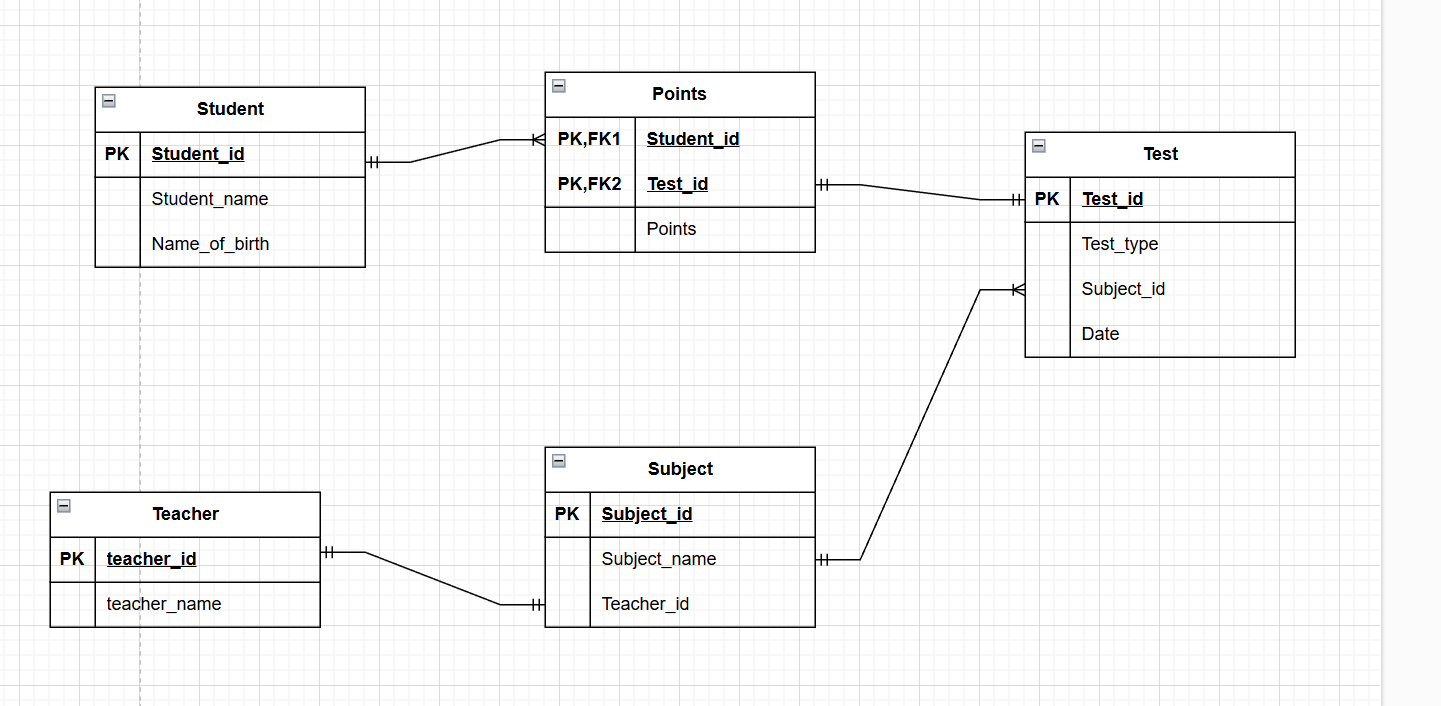 Student
PK Student_id
Student_name
Name_of_birth
Points
PK,FK1 Student_id
PK,FK2 Test_id
Points
Test
PK Test_id
Test_type
Subject_id
Date
Teacher
PK teacher_id
teacher_name
Subject
PK Subject_id
Subject_name
Teacher_id